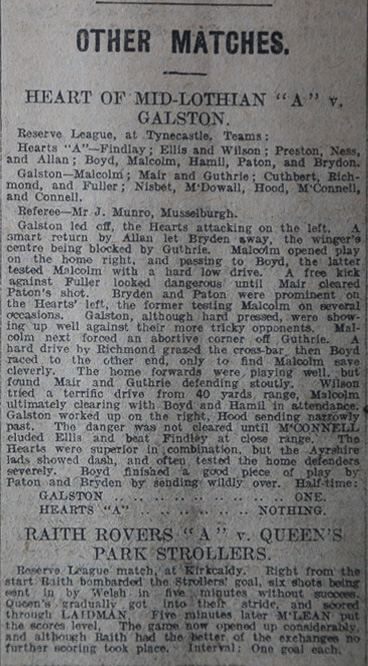 OTHER MATCHES.
HEART OF MID-LOTHIAN "A" v.
GALSTON.
Reserve League, at Tynecastle. Teams:
Hearts "A"—Findlay; Ellis and Wilson; Preston, Ness,
and Allan; Boyd, Malcolm, Hamil, Paton, and Brydon.
Galston—Malcolm; Mair and Guthrie; Cuthbert, Rich-
mond, and Fuller; Nisbet, M'Dowall, Hood, M'Connell,
and Connell.
Referee—Mr J. Munro, Musselburgh.
Galston led off, the Hearts attacking on the left. A
smart return by Allan let Bryden away, the winger's
centre being blocked by Guthrie. Malcolm opened play
on the home right, and passing to Boyd, the latter
tested Malcolm with a hard low drive. A free kick
against Fuller looked dangerous until Mair cleared
Paton's shot. Bryden and Paton were prominent on
the Hearts' left, the former testing Malcolm on several
occasions. Galston, although hard pressed, were show-
ing up well against their more tricky opponents. Mal-
colm next forced an abortive corner off Guthrie. A
hard drive by Richmond grazed the cross-bar, then Boyd
raced to the other end, only to find Malcolm save
cleverly. The home forwards were playing well, but
found Mair and Guthrie defending stoutly. Wilson
tried a terrific drive from 40 yards range, Malcolm
ultimately clearing with Boyd and Hamil in attendance.
Galston worked up on the right, Hood sending narrowly
past. The danger was not cleared until M'CONNELL
eluded Ellis and beat Findley at close range. The
Hearts were superior in combination, but the Ayrshire
lads showed dash, and often tested the home defenders
severely. Boyd finished a good piece of play by
Paton and Bryden by sending wildly over. Half-time:
GALSTON .. .. .. .. .. .. .. ONE.
HEARTS "A" .. .. .. .. .. NOTHING.
RAITH ROVERS "A" v. QUEEN'S
PARK STROLLERS.
Reserve League match, at Kirkcaldy. Right from the
start Raith bombarded the Strollers' goal, six shots being
sent in by Welsh in five minutes without success.
Queen's gradually got into their stride, and scored
through LAIDMAN. Five minutes later M'LEAN put
the scores level. The game now opened up considerably,
and although Raith had the better of the exchanges no
further scoring took place. Interval: One goal each.